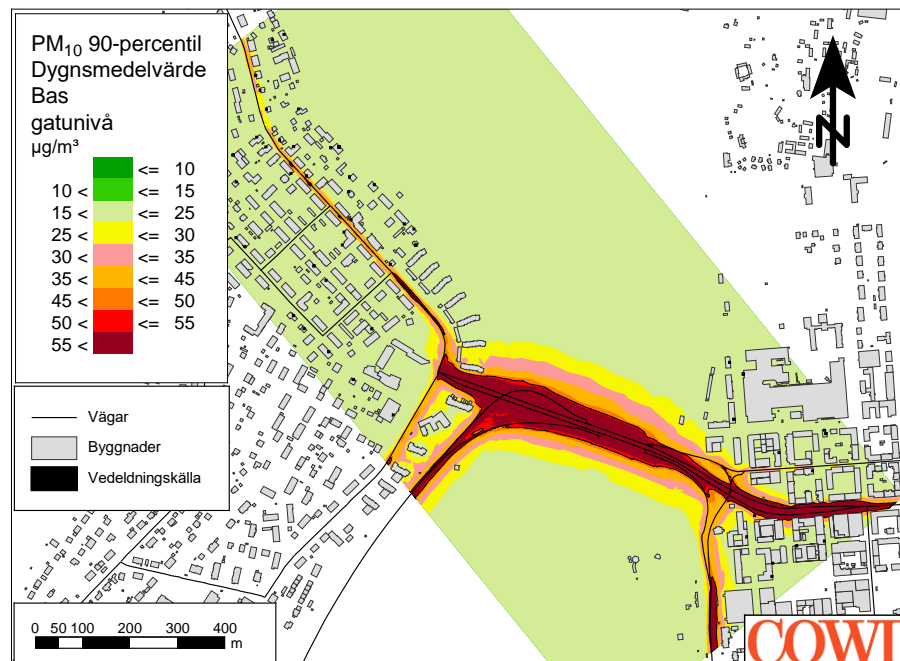 PM10 90-percentil
Dygnsmedelvärde
Bas
gatunivå
µg/m³
<= 10
10 < <= 15
15 < <= 25
25 < <= 30
30 < <= 35
35 < <= 45
45 < <= 50
50 < <= 55
55 <
Vägar
Byggnader
Vedeldningskälla
0 50 100 200 300 400
m
N
COWI